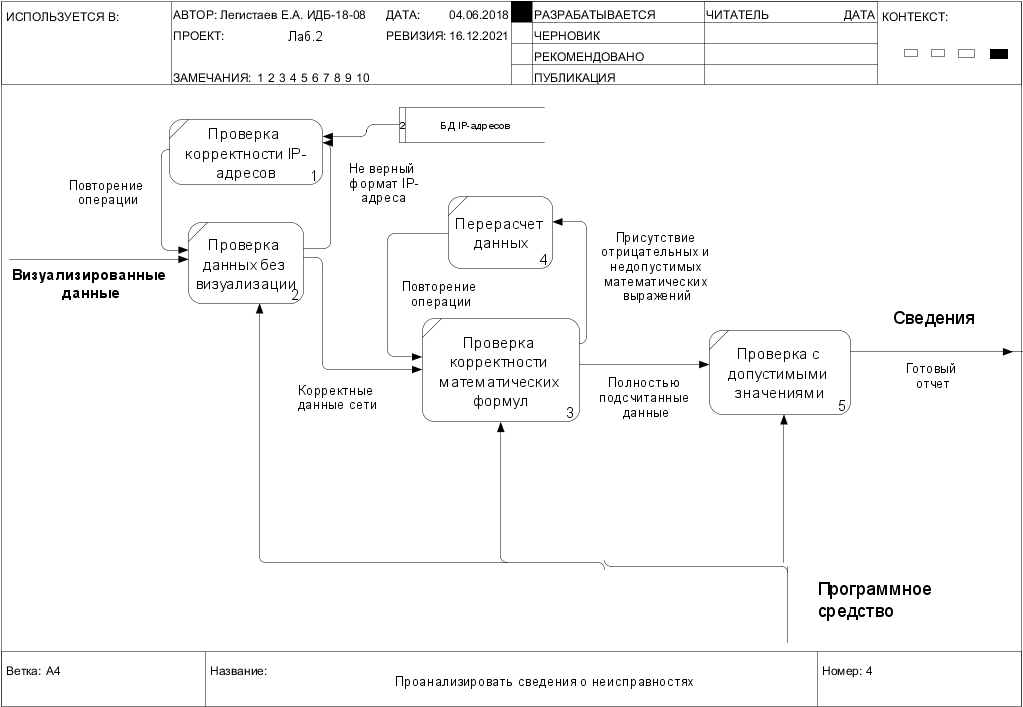 ИСПОЛЬЗУЕТСЯ В:
АВТОР: Легистаев Е.А. ИДБ-18-08
ДАТА: 04.06.2018
РАЗРАБАТЫВАЕТСЯ
ЧИТАТЕЛЬ
ДАТА
КОНТЕКСТ:
ПРОЕКТ: Лаб.2
РЕВИЗИЯ: 16.12.2021
ЧЕРНОВИК
РЕКОМЕНДОВАНО
ЗАМЕЧАНИЯ: 1 2 3 4 5 6 7 8 9 10
ПУБЛИКАЦИЯ
2
БД IP-адресов
Проверка
корректности IP-
адресов
1
Не верный
формат IP-
адреса
Повторение
операции
Проверка
данных без
визуализации
2
Визуализированные
данные
Перерасчет
данных
4
Присутствие
отрицательных и
недопустимых
математических
выражений
Повторение
операции
Проверка
корректности
математических
формул
3
Корректные
данные сети
Полностью
подсчитанные
данные
Проверка с
допустимыми
значениями
5
Сведения
Готовый
отчет
Программное
средство
Ветка: A4
Название:
Проанализировать сведения о неисправностях
Номер: 4